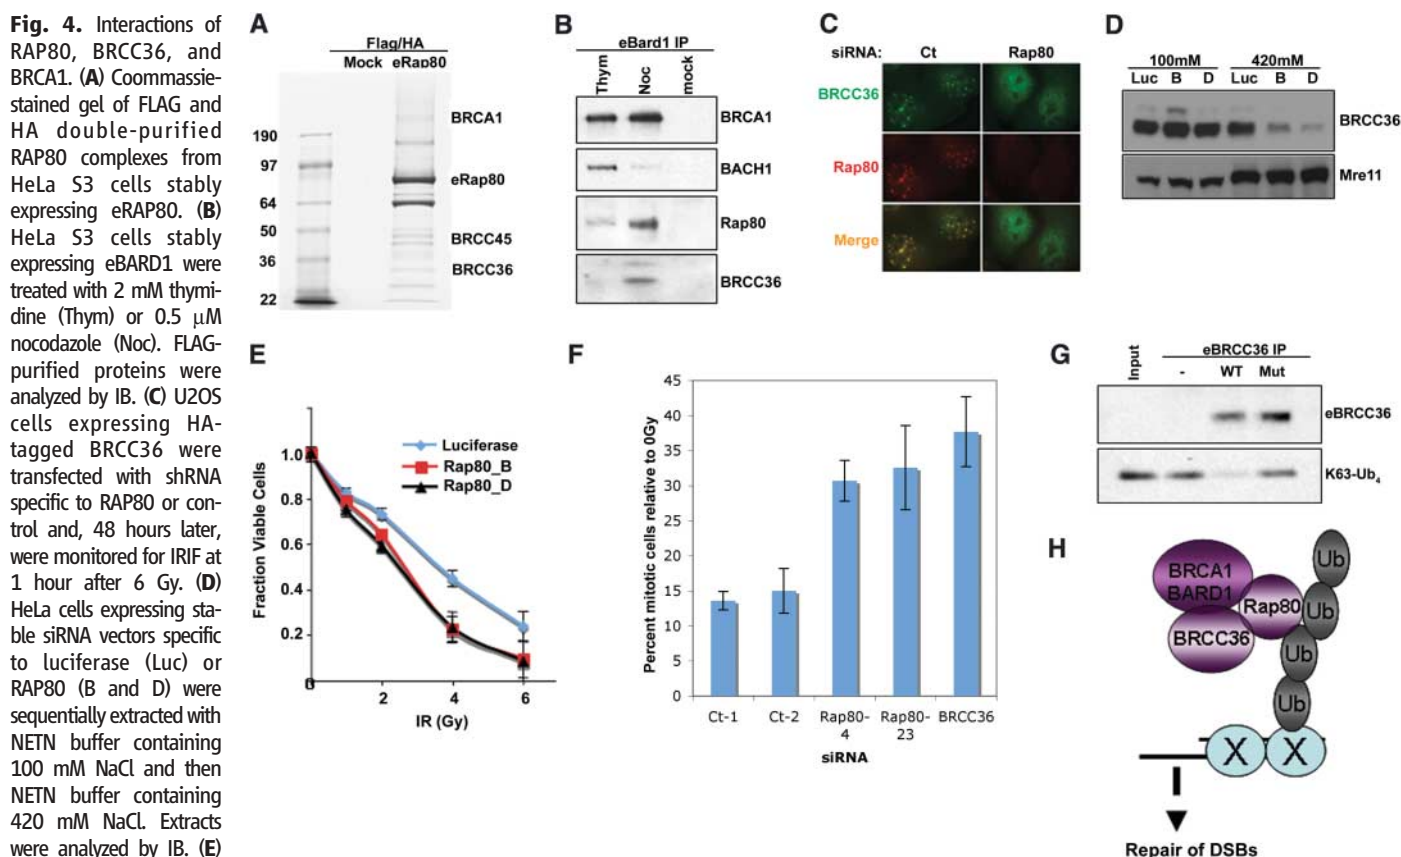 Fig. 4. Interactions of
RAP80, BRCC36, and
BRCA1. (A) Coommassie-
stained gel of FLAG and
HA double-purified
RAP80 complexes from
HeLa S3 cells stably
expressing eRAP80. (B)
HeLa S3 cells stably
expressing eBARD1 were
treated with 2 mM thymi-
dine (Thym) or 0.5 μM
nocodazole (Noc). FLAG-
purified proteins were
analyzed by IB. (C) U2OS
cells expressing HA-
tagged BRCC36 were
transfected with shRNA
specific to RAP80 or con-
trol and, 48 hours later,
were monitored for IRIF at
1 hour after 6 Gy. (D)
HeLa cells expressing sta-
ble siRNA vectors specific
to luciferase (Luc) or
RAP80 (B and D) were
sequentially extracted with
NETN buffer containing
100 mM NaCl and then
NETN buffer containing
420 mM NaCl. Extracts
were analyzed by IB. (E)
A
Flag/HA
Mock eRap80
190
97
64
50
36
22
BRCA1
eRap80
BRCC45
BRCC36
B
eBard1 IP
Thym
Noc
mock
BRCA1
BACH1
Rap80
BRCC36
C
siRNA: Ct Rap80
BRCC36
Rap80
Merge
D
100mM 420mM
Luc B D Luc B D
BRCC36
Mre11
E
Fraction Viable Cells
1.0
0.8
0.6
0.4
0.2
2 4 6
IR (Gy)
Luciferase
Rap80_B
Rap80_D
F
Percent mitotic cells relative to 0Gy
45
40
35
30
25
20
15
10
5
0
Ct-1 Ct-2 Rap80-4 Rap80-23 BRCC36
siRNA
G
Input
eBRCC36 IP
- WT Mut
eBRCC36
K63-Ub4
H
BRCA1
BARD1
BRCC36
Rap80
Ub
Ub
Ub
Ub
X X
Repair of DSBs